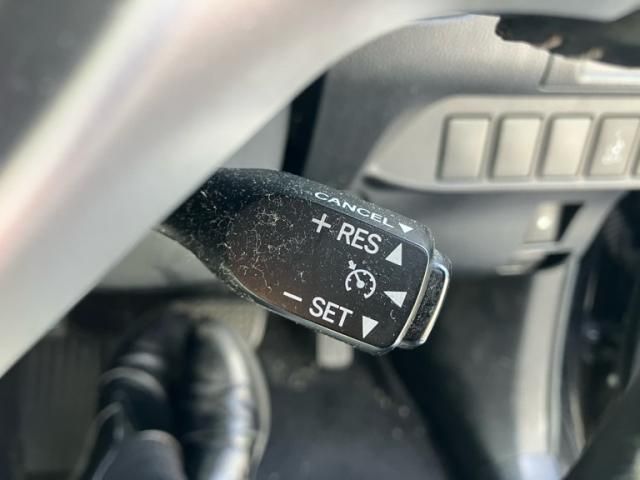 CANCEL ▼
+ RES ▲
◀
− SET ▼